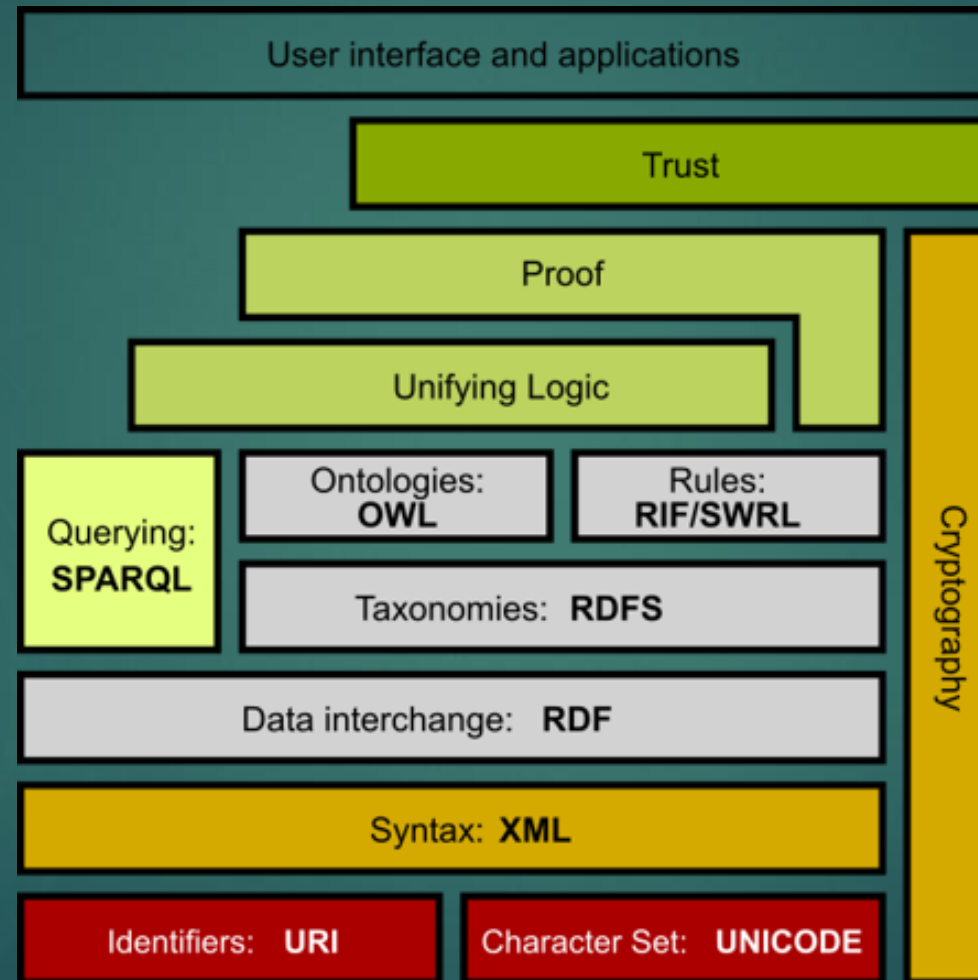 User interface and applications
Trust
Proof
Unifying Logic
Ontologies:
OWL
Rules:
RIF/SWRL
Querying:
SPARQL
Taxonomies: RDFS
Data interchange: RDF
Syntax: XML
Identifiers: URI
Character Set: UNICODE
Cryptography